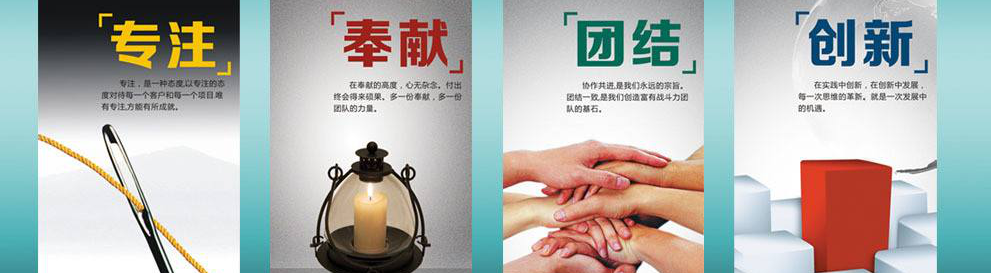 专注
专注，是一种态度,以专注的态
度对待每一个客户和每一个项目唯
有专注,方能有所成就。
奉献
在奉献的高度，心无杂念。付出
终会得来硕果。多一份奉献，多一份
团队的力量。
团结
协作共进,是我们永远的宗旨。
团结一致,是我们创造富有战斗力团
队的基石。
创新
在实践中创新，在创新中发展，
每一次思维的革新。就是一次发展中
的机遇。